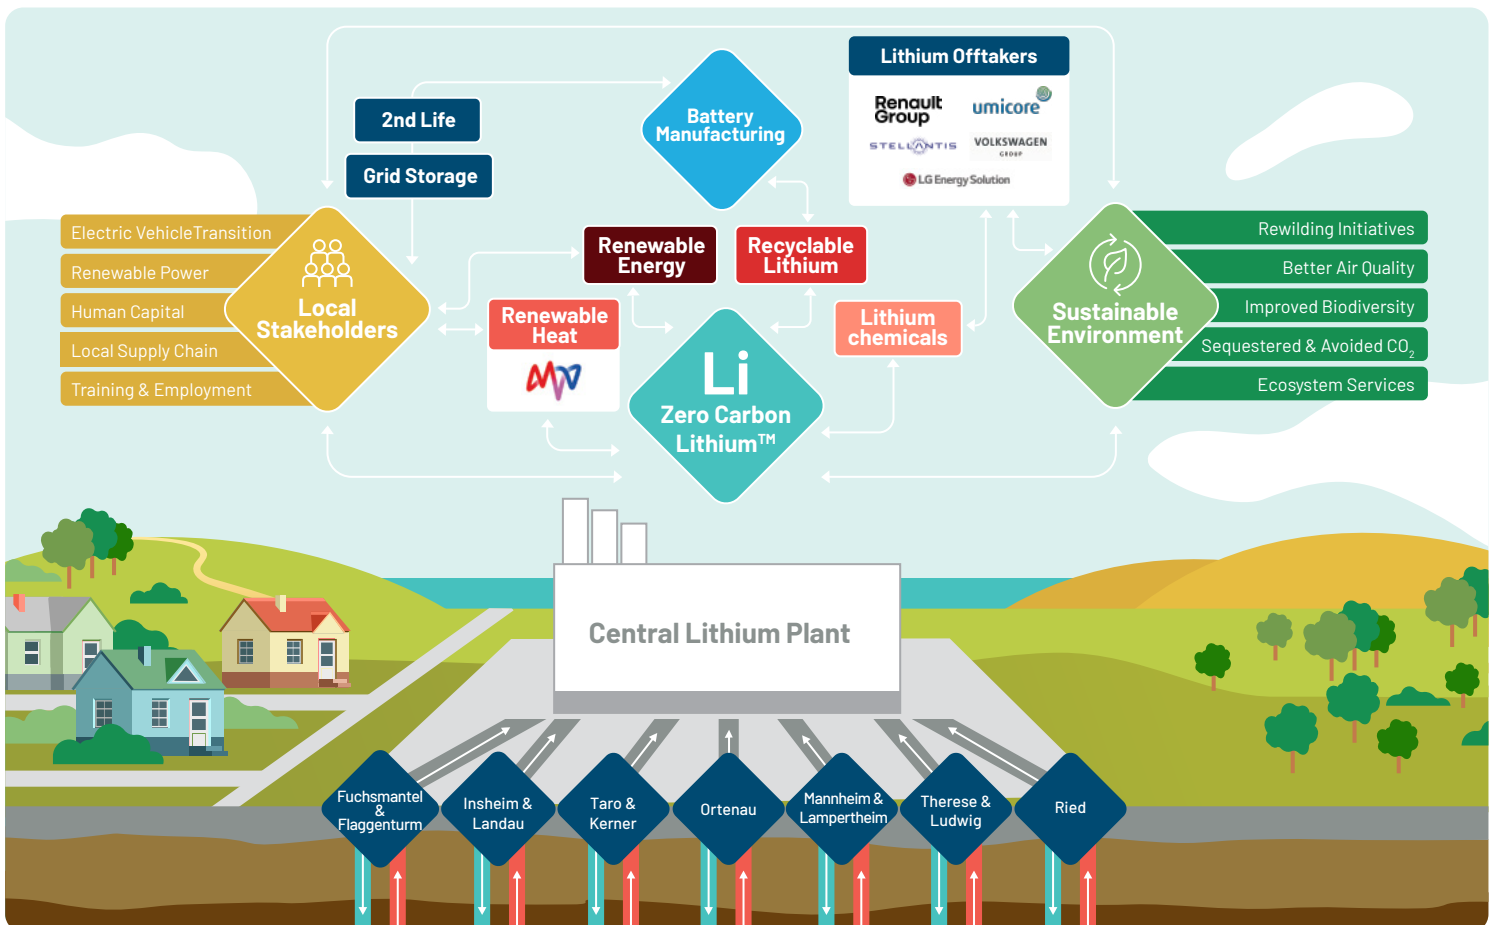 Lithium Offtakers
Renault
Group
umicore
STELLANTIS
VOLKSWAGEN
GROUP
LG Energy Solution
2nd Life
Grid Storage
Battery
Manufacturing
Electric VehicleTransition
Renewable Power
Human Capital
Local Supply Chain
Training & Employment
Local
Stakeholders
Renewable
Energy
Recyclable
Lithium
Renewable
Heat
MVV
Lithium
chemicals
Li
Zero Carbon
Lithium™
Sustainable
Environment
Rewilding Initiatives
Better Air Quality
Improved Biodiversity
Sequestered & Avoided CO₂
Ecosystem Services
Central Lithium Plant
Fuchsmantel
&
Flaggenturm
Insheim &
Landau
Taro &
Kerner
Ortenau
Mannheim &
Lampertheim
Therese &
Ludwig
Ried